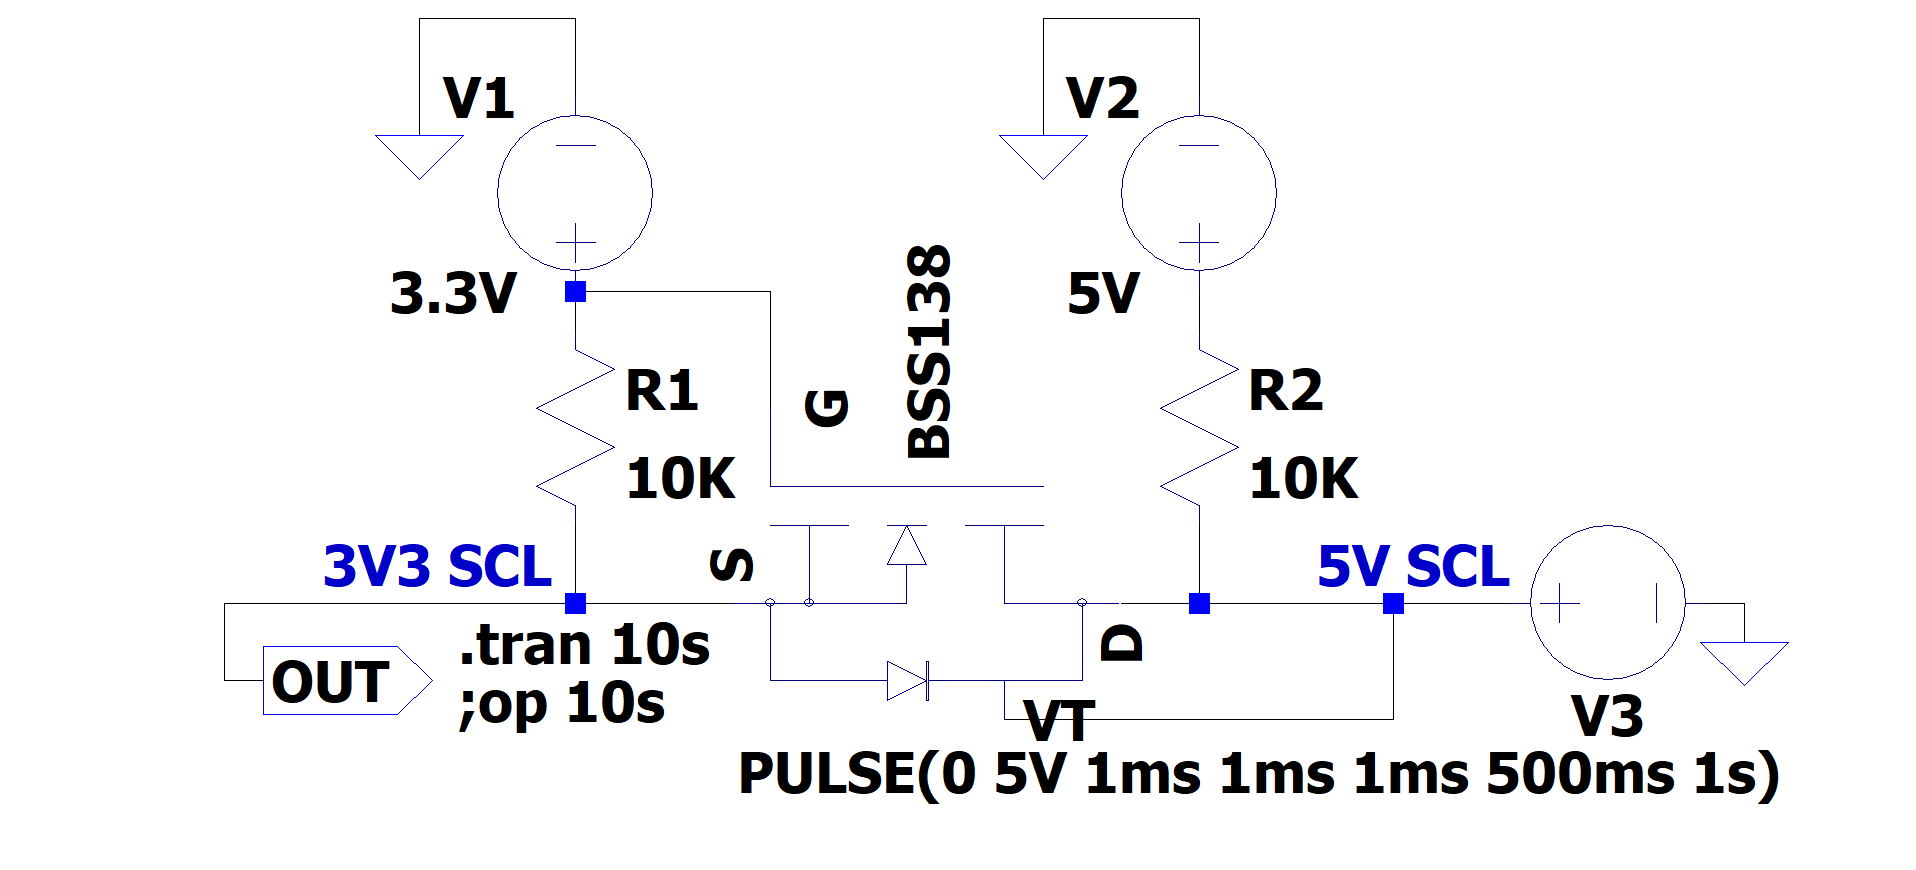 V1
V2
3.3V
5V
BSS138
G
R1
10K
R2
10K
3V3 SCL
S
5V SCL
OUT
.tran 10s
;op 10s
D
VT
V3
PULSE(0 5V 1ms 1ms 1ms 500ms 1s)